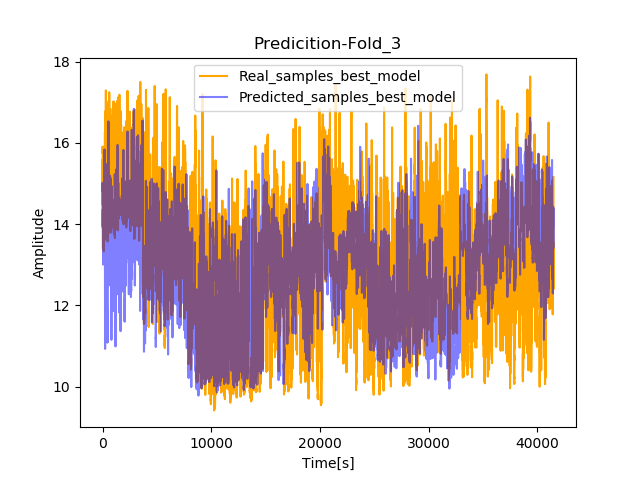 Predicition-Fold_3
Real_samples_best_model
Predicted_samples_best_model
18
16
14
12
10
Amplitude
0
10000
20000
30000
40000
Time[s]